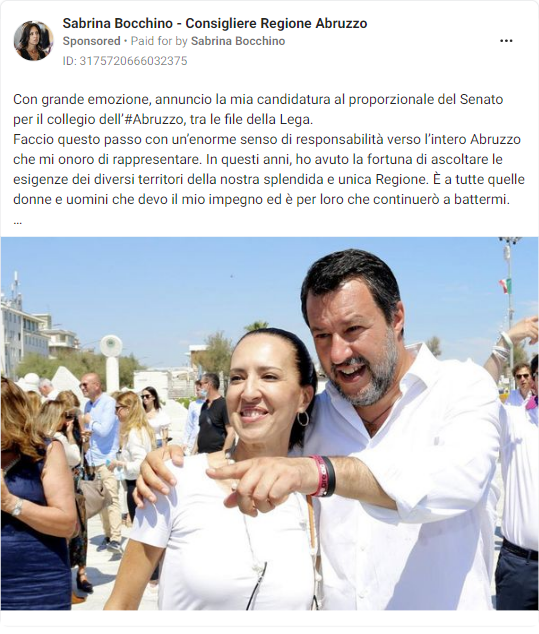 Sabrina Bocchino - Consigliere Regione Abruzzo
Sponsored • Paid for by Sabrina Bocchino
ID: 3175720666032375
Con grande emozione, annuncio la mia candidatura al proporzionale del Senato
per il collegio dell'#Abruzzo, tra le file della Lega.
Faccio questo passo con un'enorme senso di responsabilità verso l'intero Abruzzo
che mi onoro di rappresentare. In questi anni, ho avuto la fortuna di ascoltare le
esigenze dei diversi territori della nostra splendida e unica Regione. È a tutte quelle
donne e uomini che devo il mio impegno ed è per loro che continuerò a battermi.
...